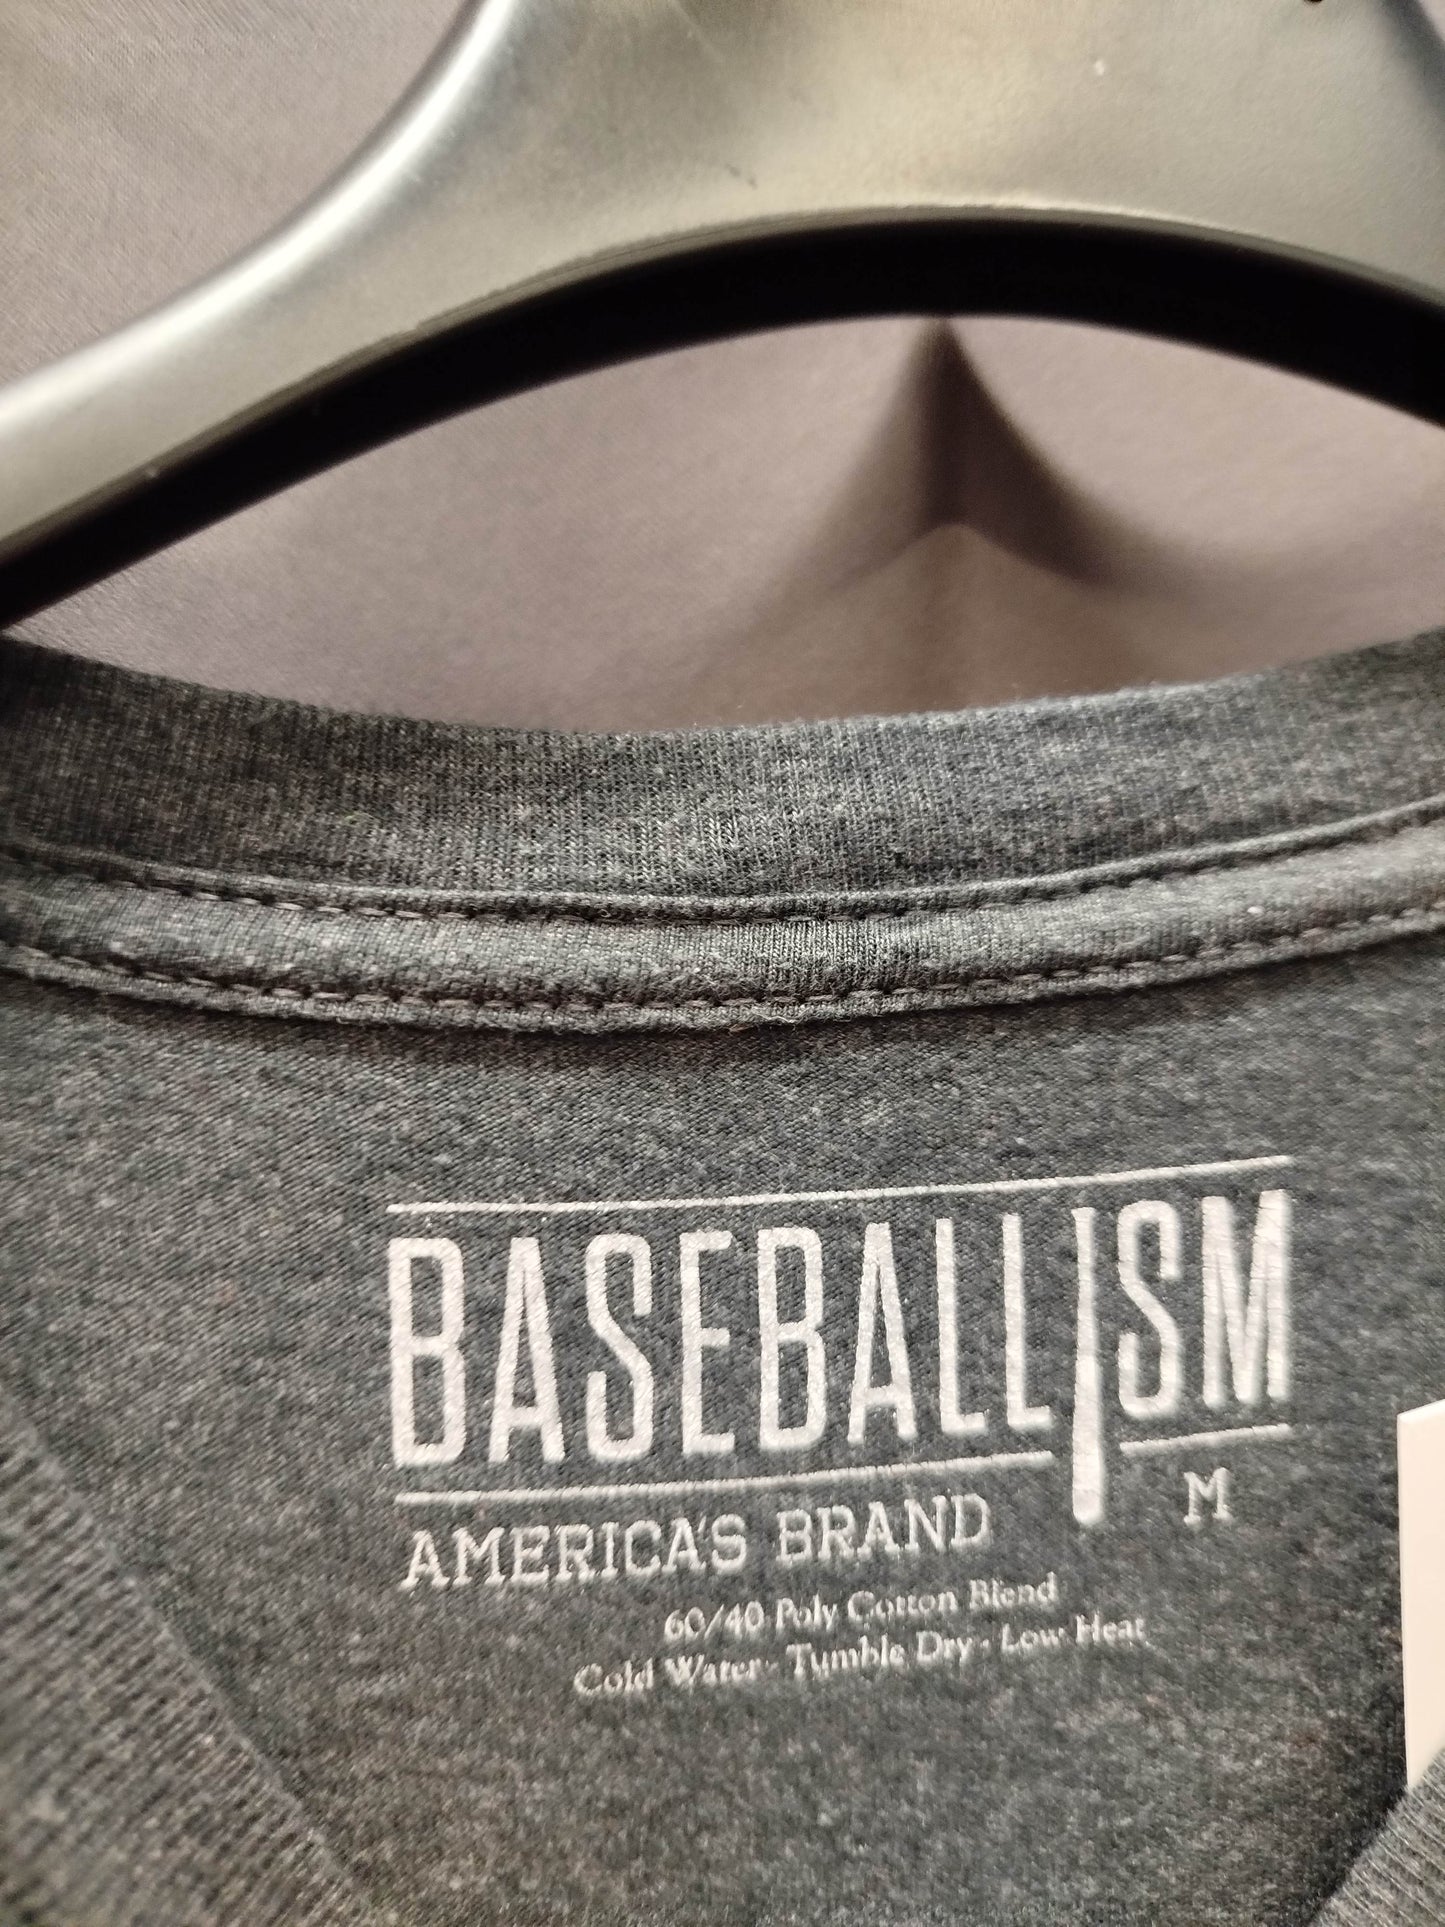 BASEBALLISM
AMERICA'S BRAND M
60/40 Poly Cotton Blend
Cold Water - Tumble Dry - Low Heat